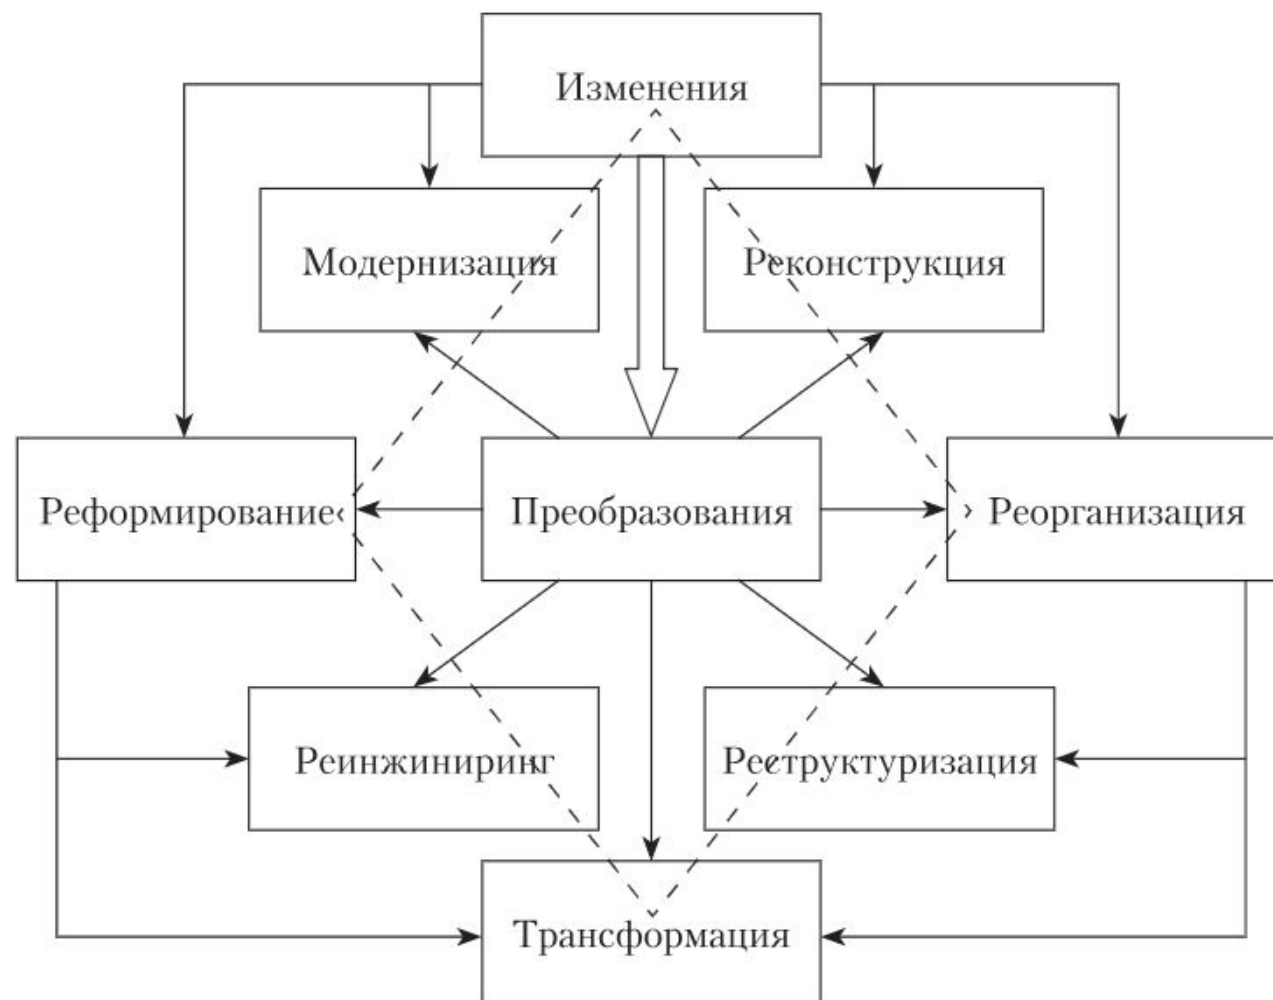 Изменения
Модернизация
Реконструкция
Реформирование
Преобразования
Реорганизация
Реинжиниринг
Реструктуризация
Трансформация